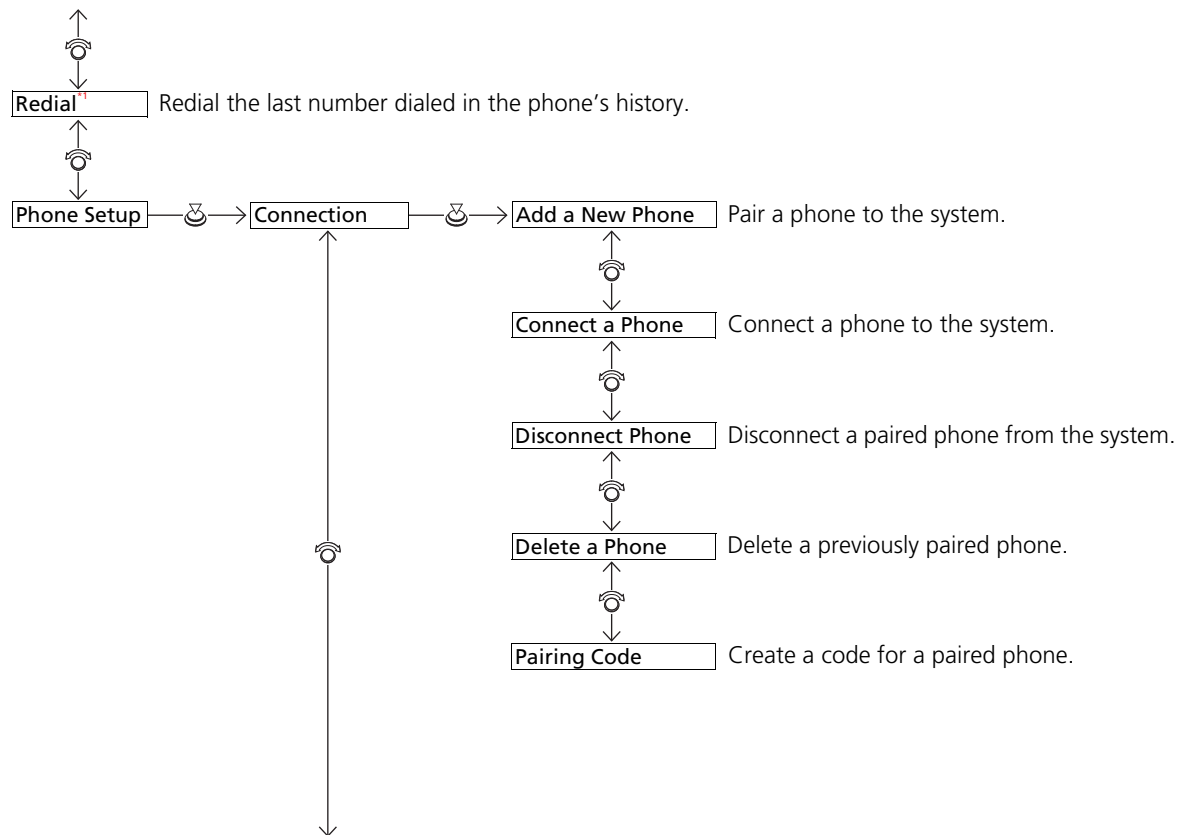 Redial*1 Redial the last number dialed in the phone's history.
Phone Setup Connection Add a New Phone Pair a phone to the system.
Connect a Phone Connect a phone to the system.
Disconnect Phone Disconnect a paired phone from the system.
Delete a Phone Delete a previously paired phone.
Pairing Code Create a code for a paired phone.